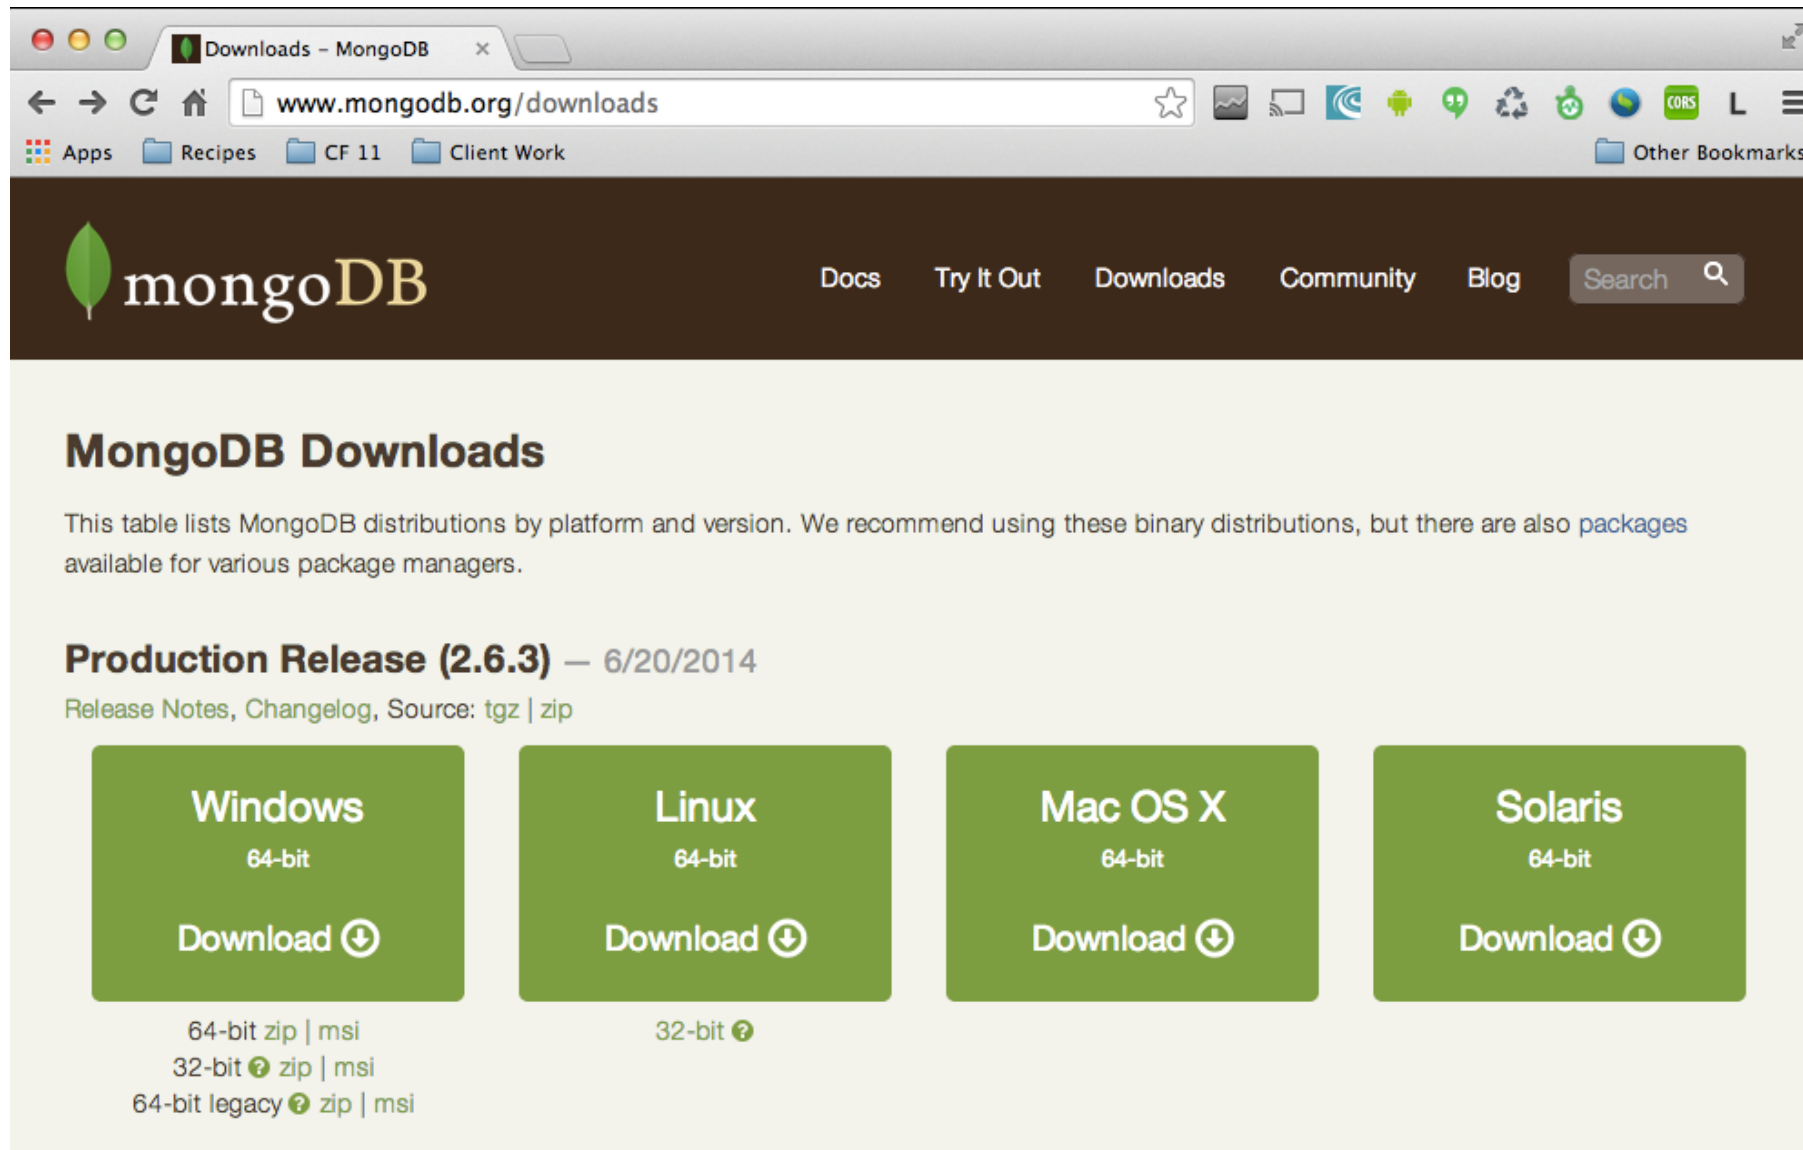 Downloads – MongoDB
www.mongodb.org/downloads
CORS L
Apps Recipes CF 11 Client Work Other Bookmarks
mongoDB Docs Try It Out Downloads Community Blog Search
MongoDB Downloads
This table lists MongoDB distributions by platform and version. We recommend using these binary distributions, but there are also packages
available for various package managers.
Production Release (2.6.3) — 6/20/2014
Release Notes, Changelog, Source: tgz | zip
Windows Linux Mac OS X Solaris
64-bit 64-bit 64-bit 64-bit
Download Download Download Download
64-bit zip | msi 32-bit ?
32-bit ? zip | msi
64-bit legacy ? zip | msi